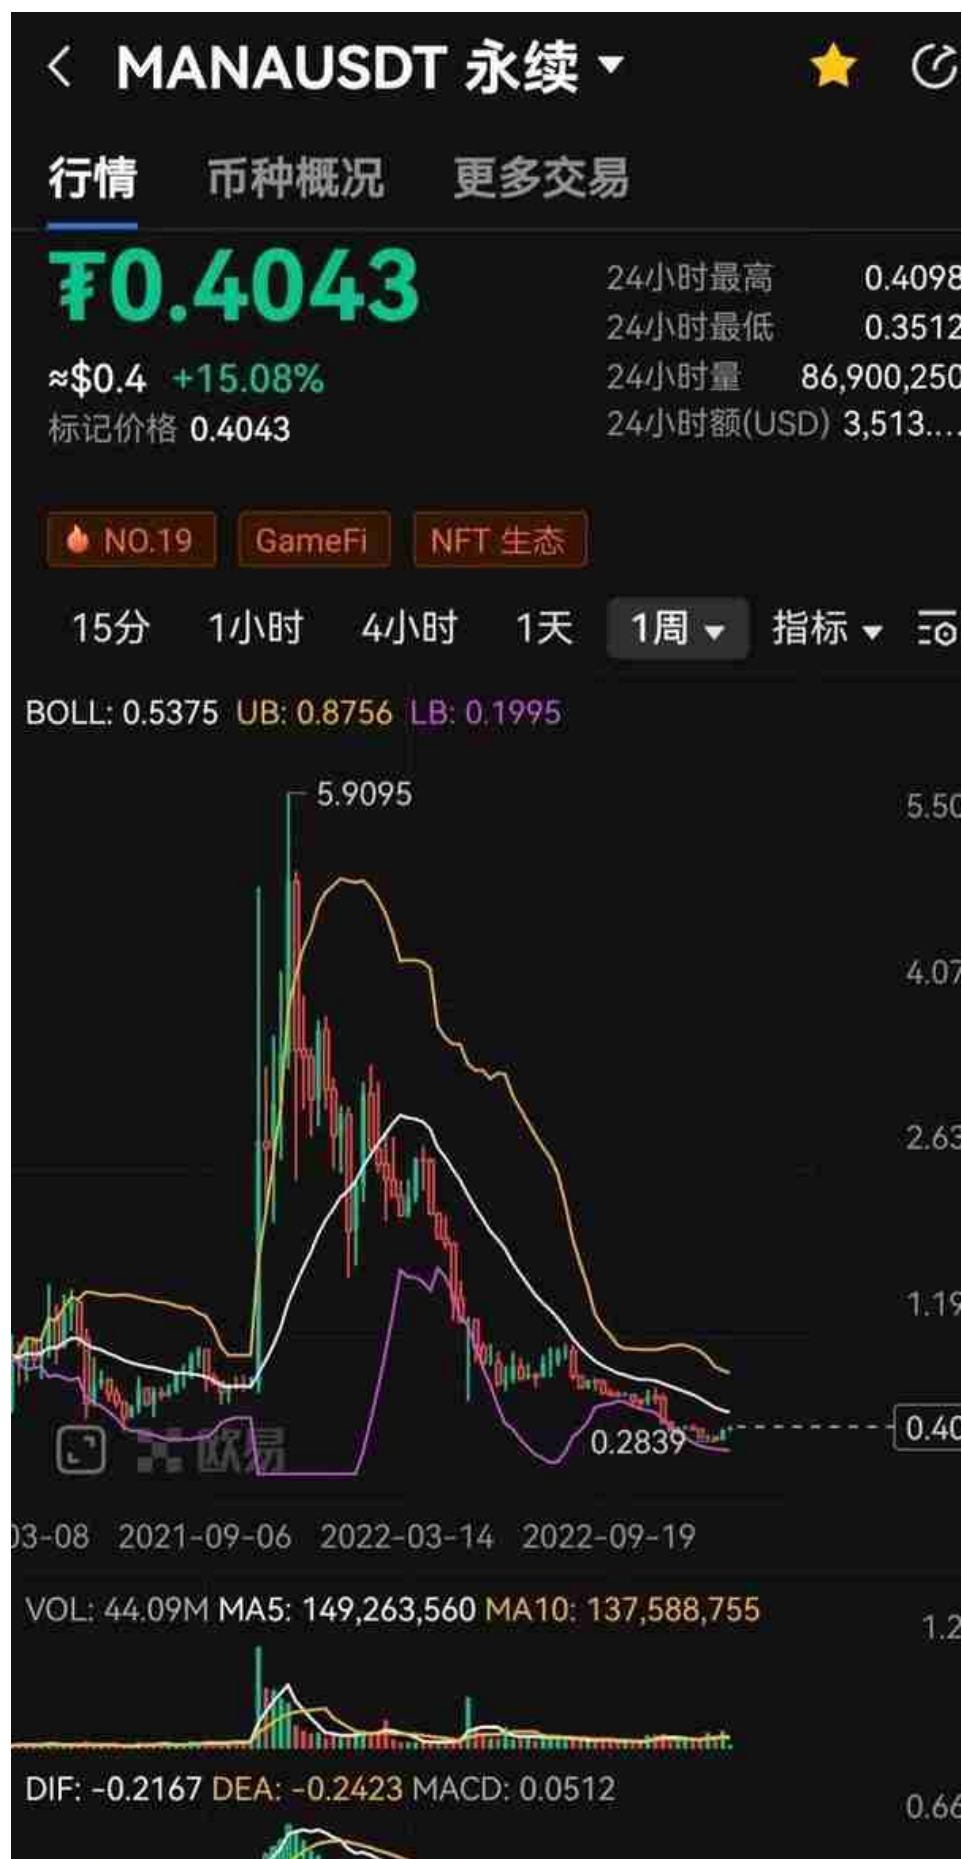 MANAUSDT 永续
行情 币种概况 更多交易
₮0.4043
≈$0.4 +15.08%
标记价格 0.4043
24小时最高 0.4098
24小时最低 0.3512
24小时量 86,900,250
24小时额(USD) 3,513....
NO.19 GameFi NFT 生态
15分 1小时 4小时 1天 1周 指标
BOLL: 0.5375 UB: 0.8756 LB: 0.1995
5.9095
5.50
4.07
2.63
1.19
0.2839
0.40
欧易
03-08 2021-09-06 2022-03-14 2022-09-19
VOL: 44.09M MA5: 149,263,560 MA10: 137,588,755
1.2
DIF: -0.2167 DEA: -0.2423 MACD: 0.0512
0.66